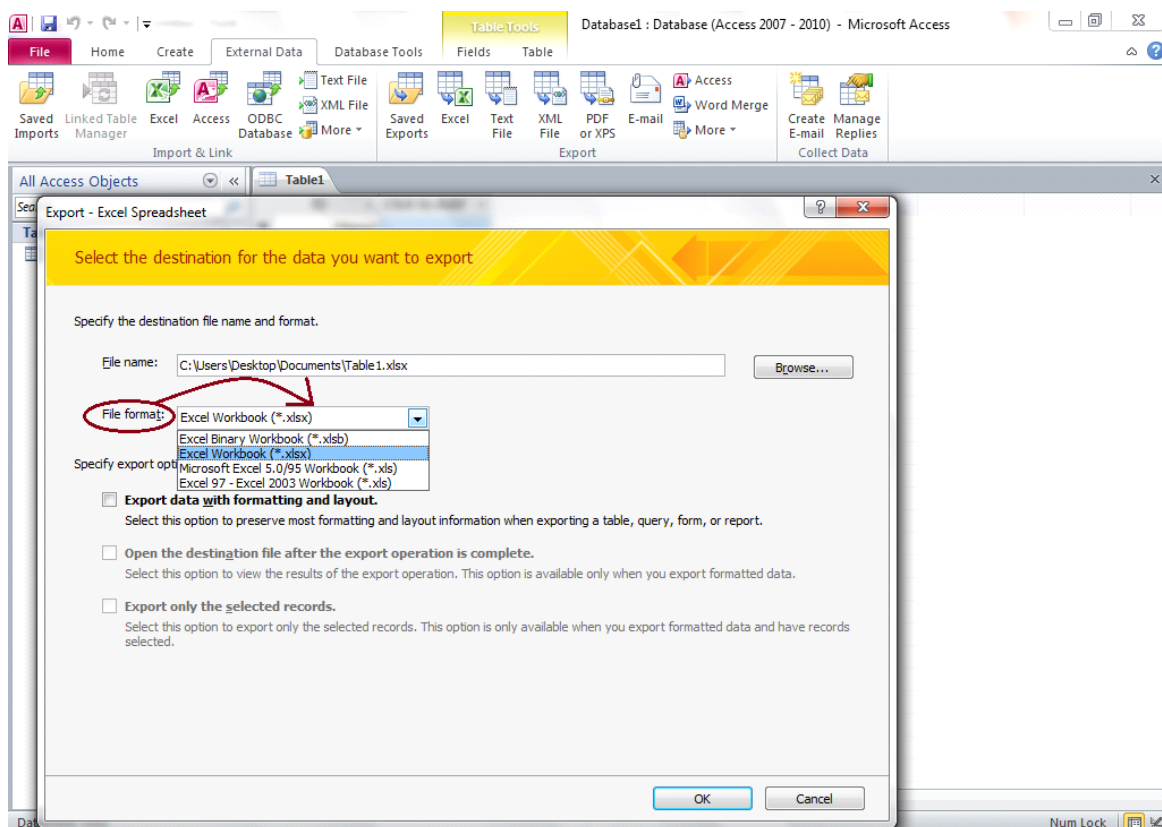 Table Tools
Database1 : Database (Access 2007 - 2010) - Microsoft Access
File Home Create External Data Database Tools Fields Table
Saved Imports
Linked Table Manager
Excel
Access
ODBC Database
Text File
XML File
More
Import & Link
Saved Exports
Excel
Text File
XML File
PDF or XPS
E-mail
Access
Word Merge
More
Export
Create E-mail
Manage Replies
Collect Data
All Access Objects
Table1
Export - Excel Spreadsheet
Select the destination for the data you want to export
Specify the destination file name and format.
File name: C:\Users\Desktop\Documents\Table1.xlsx Browse...
File format: Excel Workbook (*.xlsx)
Excel Binary Workbook (*.xlsb)
Excel Workbook (*.xlsx)
Microsoft Excel 5.0/95 Workbook (*.xls)
Excel 97 - Excel 2003 Workbook (*.xls)
Specify export opti
Export data with formatting and layout.
Select this option to preserve most formatting and layout information when exporting a table, query, form, or report.
Open the destination file after the export operation is complete.
Select this option to view the results of the export operation. This option is available only when you export formatted data.
Export only the selected records.
Select this option to export only the selected records. This option is only available when you export formatted data and have records
selected.
OK Cancel
Num Lock